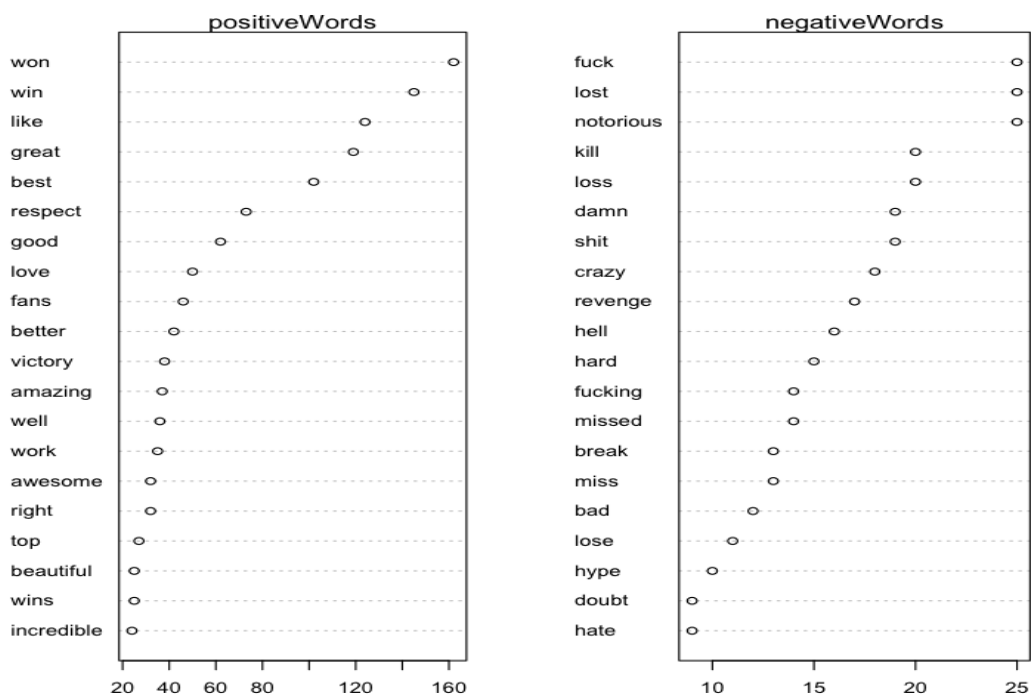 positiveWords
won
win
like
great
best
respect
good
love
fans
better
victory
amazing
well
work
awesome
right
top
beautiful
wins
incredible
20 40 60 80 120 160
negativeWords
fuck
lost
notorious
kill
loss
damn
shit
crazy
revenge
hell
hard
fucking
missed
break
miss
bad
lose
hype
doubt
hate
10 15 20 25